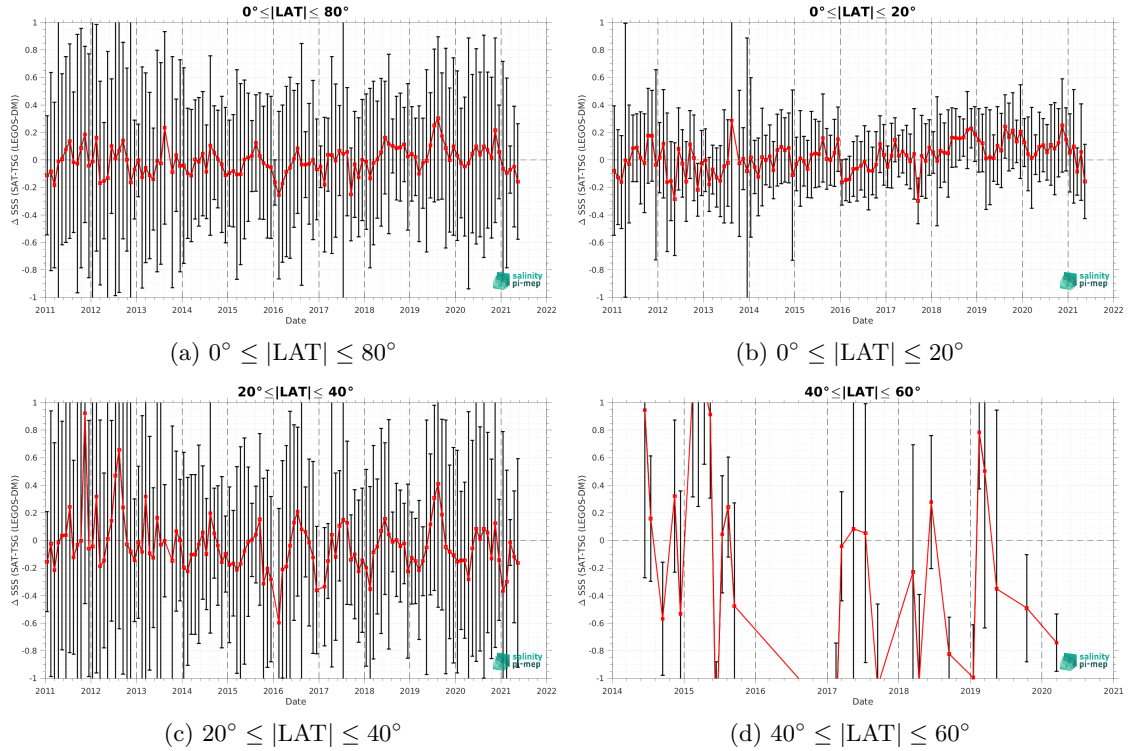 0°≤|LAT|≤ 80°
Δ SSS (SAT-TSG (LEGOS-DM))
1
0.8
0.6
0.4
0.2
0
-0.2
-0.4
-0.6
-0.8
-1
2011 2012 2013 2014 2015 2016 2017 2018 2019 2020 2021 2022
Date
salinity
pi-mep
(a) 0° ≤ |LAT| ≤ 80°
0°≤|LAT|≤ 20°
Δ SSS (SAT-TSG (LEGOS-DM))
1
0.8
0.6
0.4
0.2
0
-0.2
-0.4
-0.6
-0.8
-1
2011 2012 2013 2014 2015 2016 2017 2018 2019 2020 2021 2022
Date
salinity
pi-mep
(b) 0° ≤ |LAT| ≤ 20°
20°≤|LAT|≤ 40°
Δ SSS (SAT-TSG (LEGOS-DM))
1
0.8
0.6
0.4
0.2
0
-0.2
-0.4
-0.6
-0.8
-1
2011 2012 2013 2014 2015 2016 2017 2018 2019 2020 2021 2022
Date
salinity
pi-mep
(c) 20° ≤ |LAT| ≤ 40°
40°≤|LAT|≤ 60°
Δ SSS (SAT-TSG (LEGOS-DM))
1
0.8
0.6
0.4
0.2
0
-0.2
-0.4
-0.6
-0.8
-1
2014 2015 2016 2017 2018 2019 2020 2021
Date
salinity
pi-mep
(d) 40° ≤ |LAT| ≤ 60°